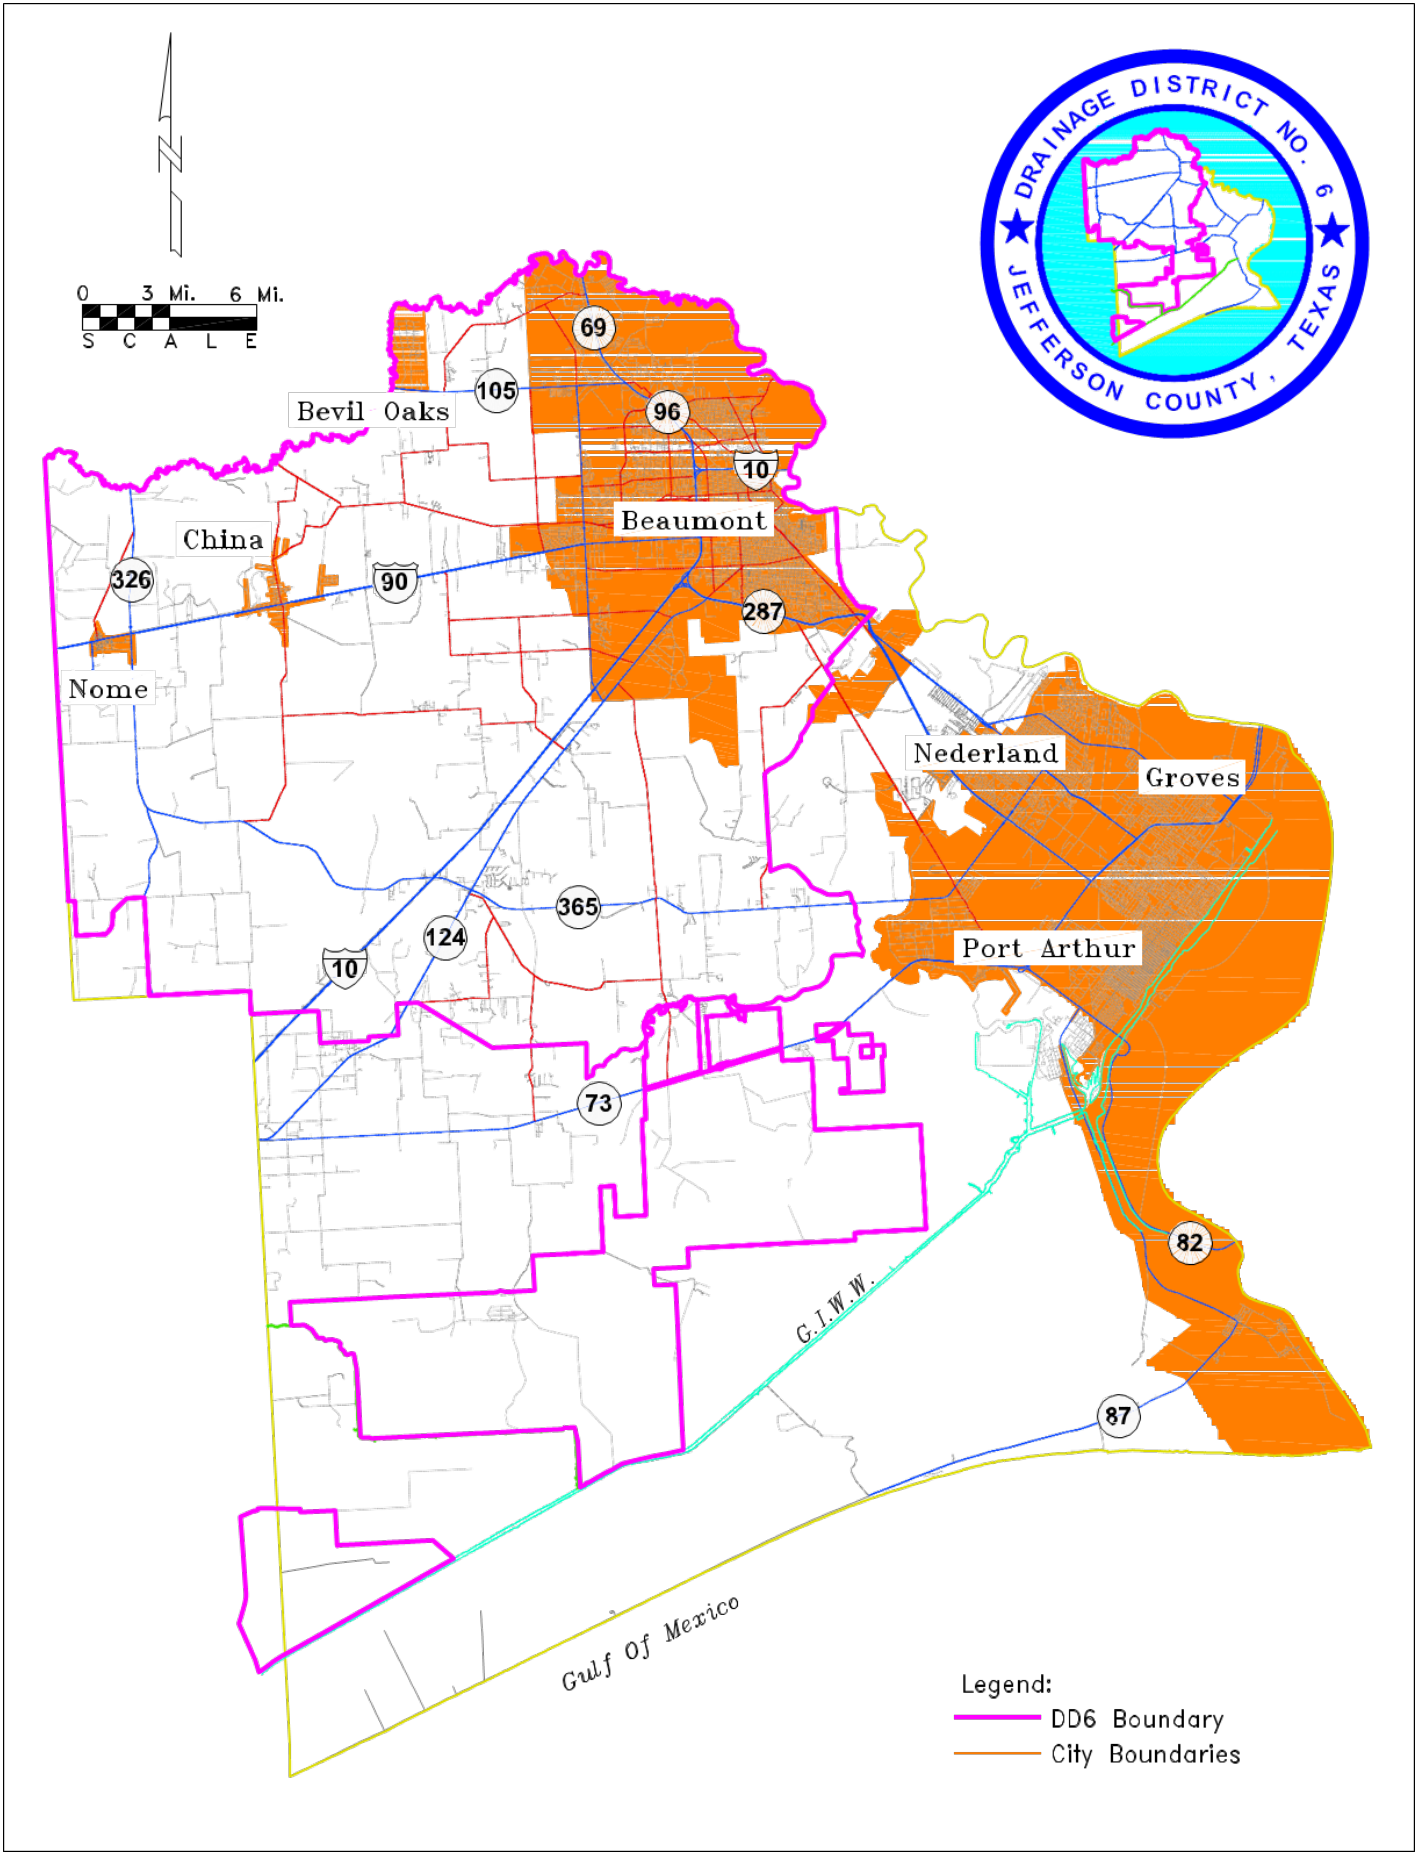 N
0 3 Mi. 6 Mi.
S C A L E
DRAINAGE DISTRICT NO. 6
JEFFERSON COUNTY, TEXAS
69
105
Bevil Oaks
96
10
Beaumont
China
326
90
287
Nome
Nederland
Groves
365
124
Port Arthur
10
73
82
G.I.W.W.
87
Gulf Of Mexico
Legend:
DD6 Boundary
City Boundaries